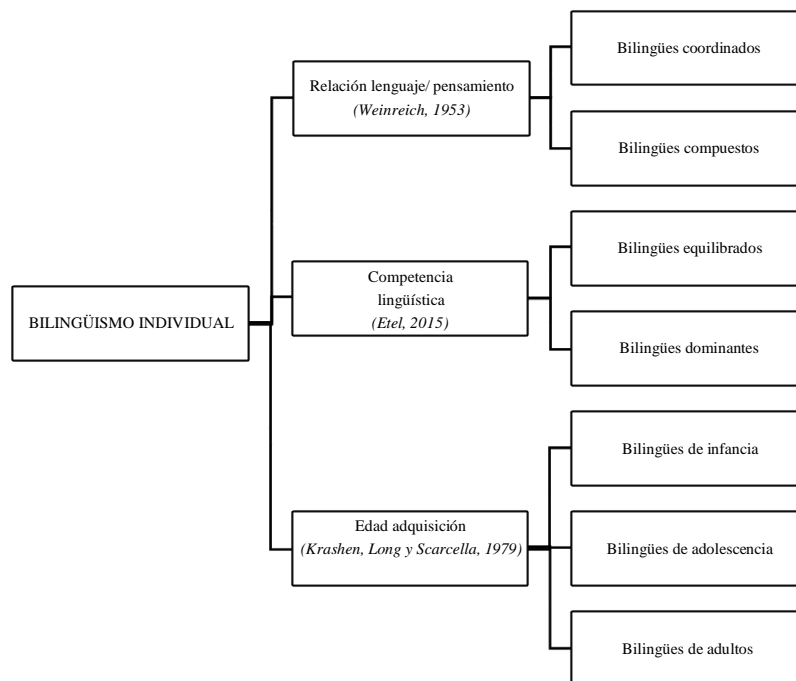 BILINGÜISMO INDIVIDUAL
Relación lenguaje/ pensamiento
(Weinreich, 1953)
Bilingües coordinados
Bilingües compuestos
Competencia
lingüística
(Etel, 2015)
Bilingües equilibrados
Bilingües dominantes
Edad adquisición
(Krashen, Long y Scarcella, 1979)
Bilingües de infancia
Bilingües de adolescencia
Bilingües de adultos